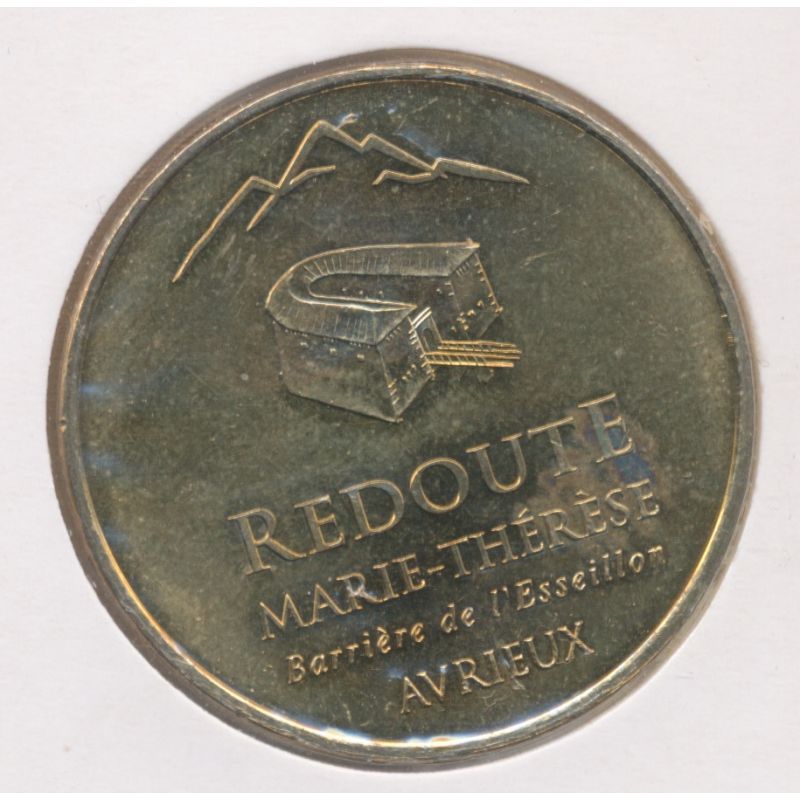 REDOUTE
MARIE-THÉRÈSE
Barrière de l'Esseillon
AVRIEUX